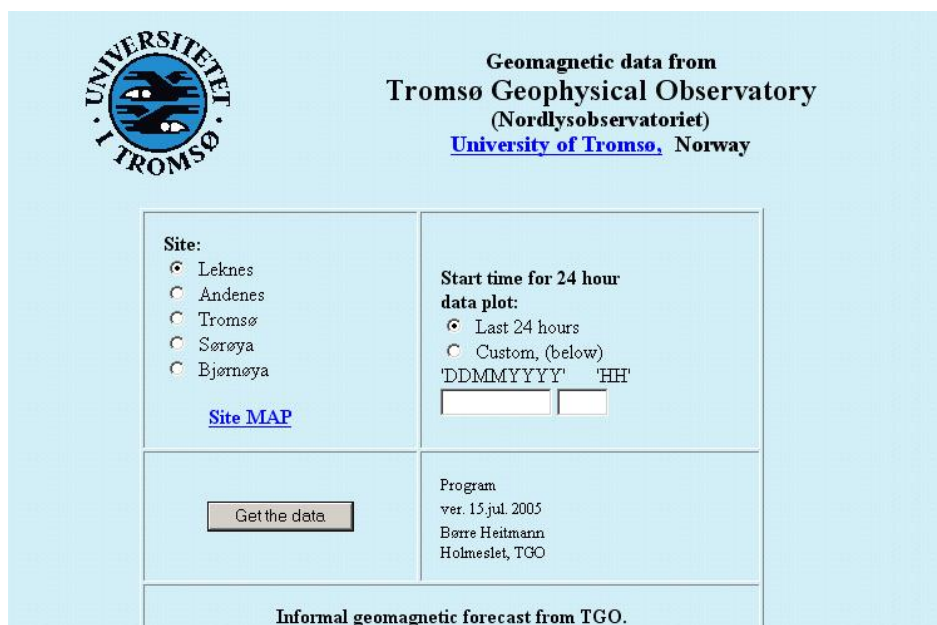 UNIVERSITETET
I TROMSØ
Geomagnetic data from
Tromsø Geophysical Observatory
(Nordlysobservatoriet)
University of Tromsø, Norway
Site:
Leknes
Andenes
Tromsø
Sørøya
Bjørnøya
Site MAP
Start time for 24 hour
data plot:
Last 24 hours
Custom, (below)
'DDMMYYYY' 'HH'
Get the data
Program
ver. 15.jul. 2005
Børre Heitmann
Holmeslet, TGO
Informal geomagnetic forecast from TGO.